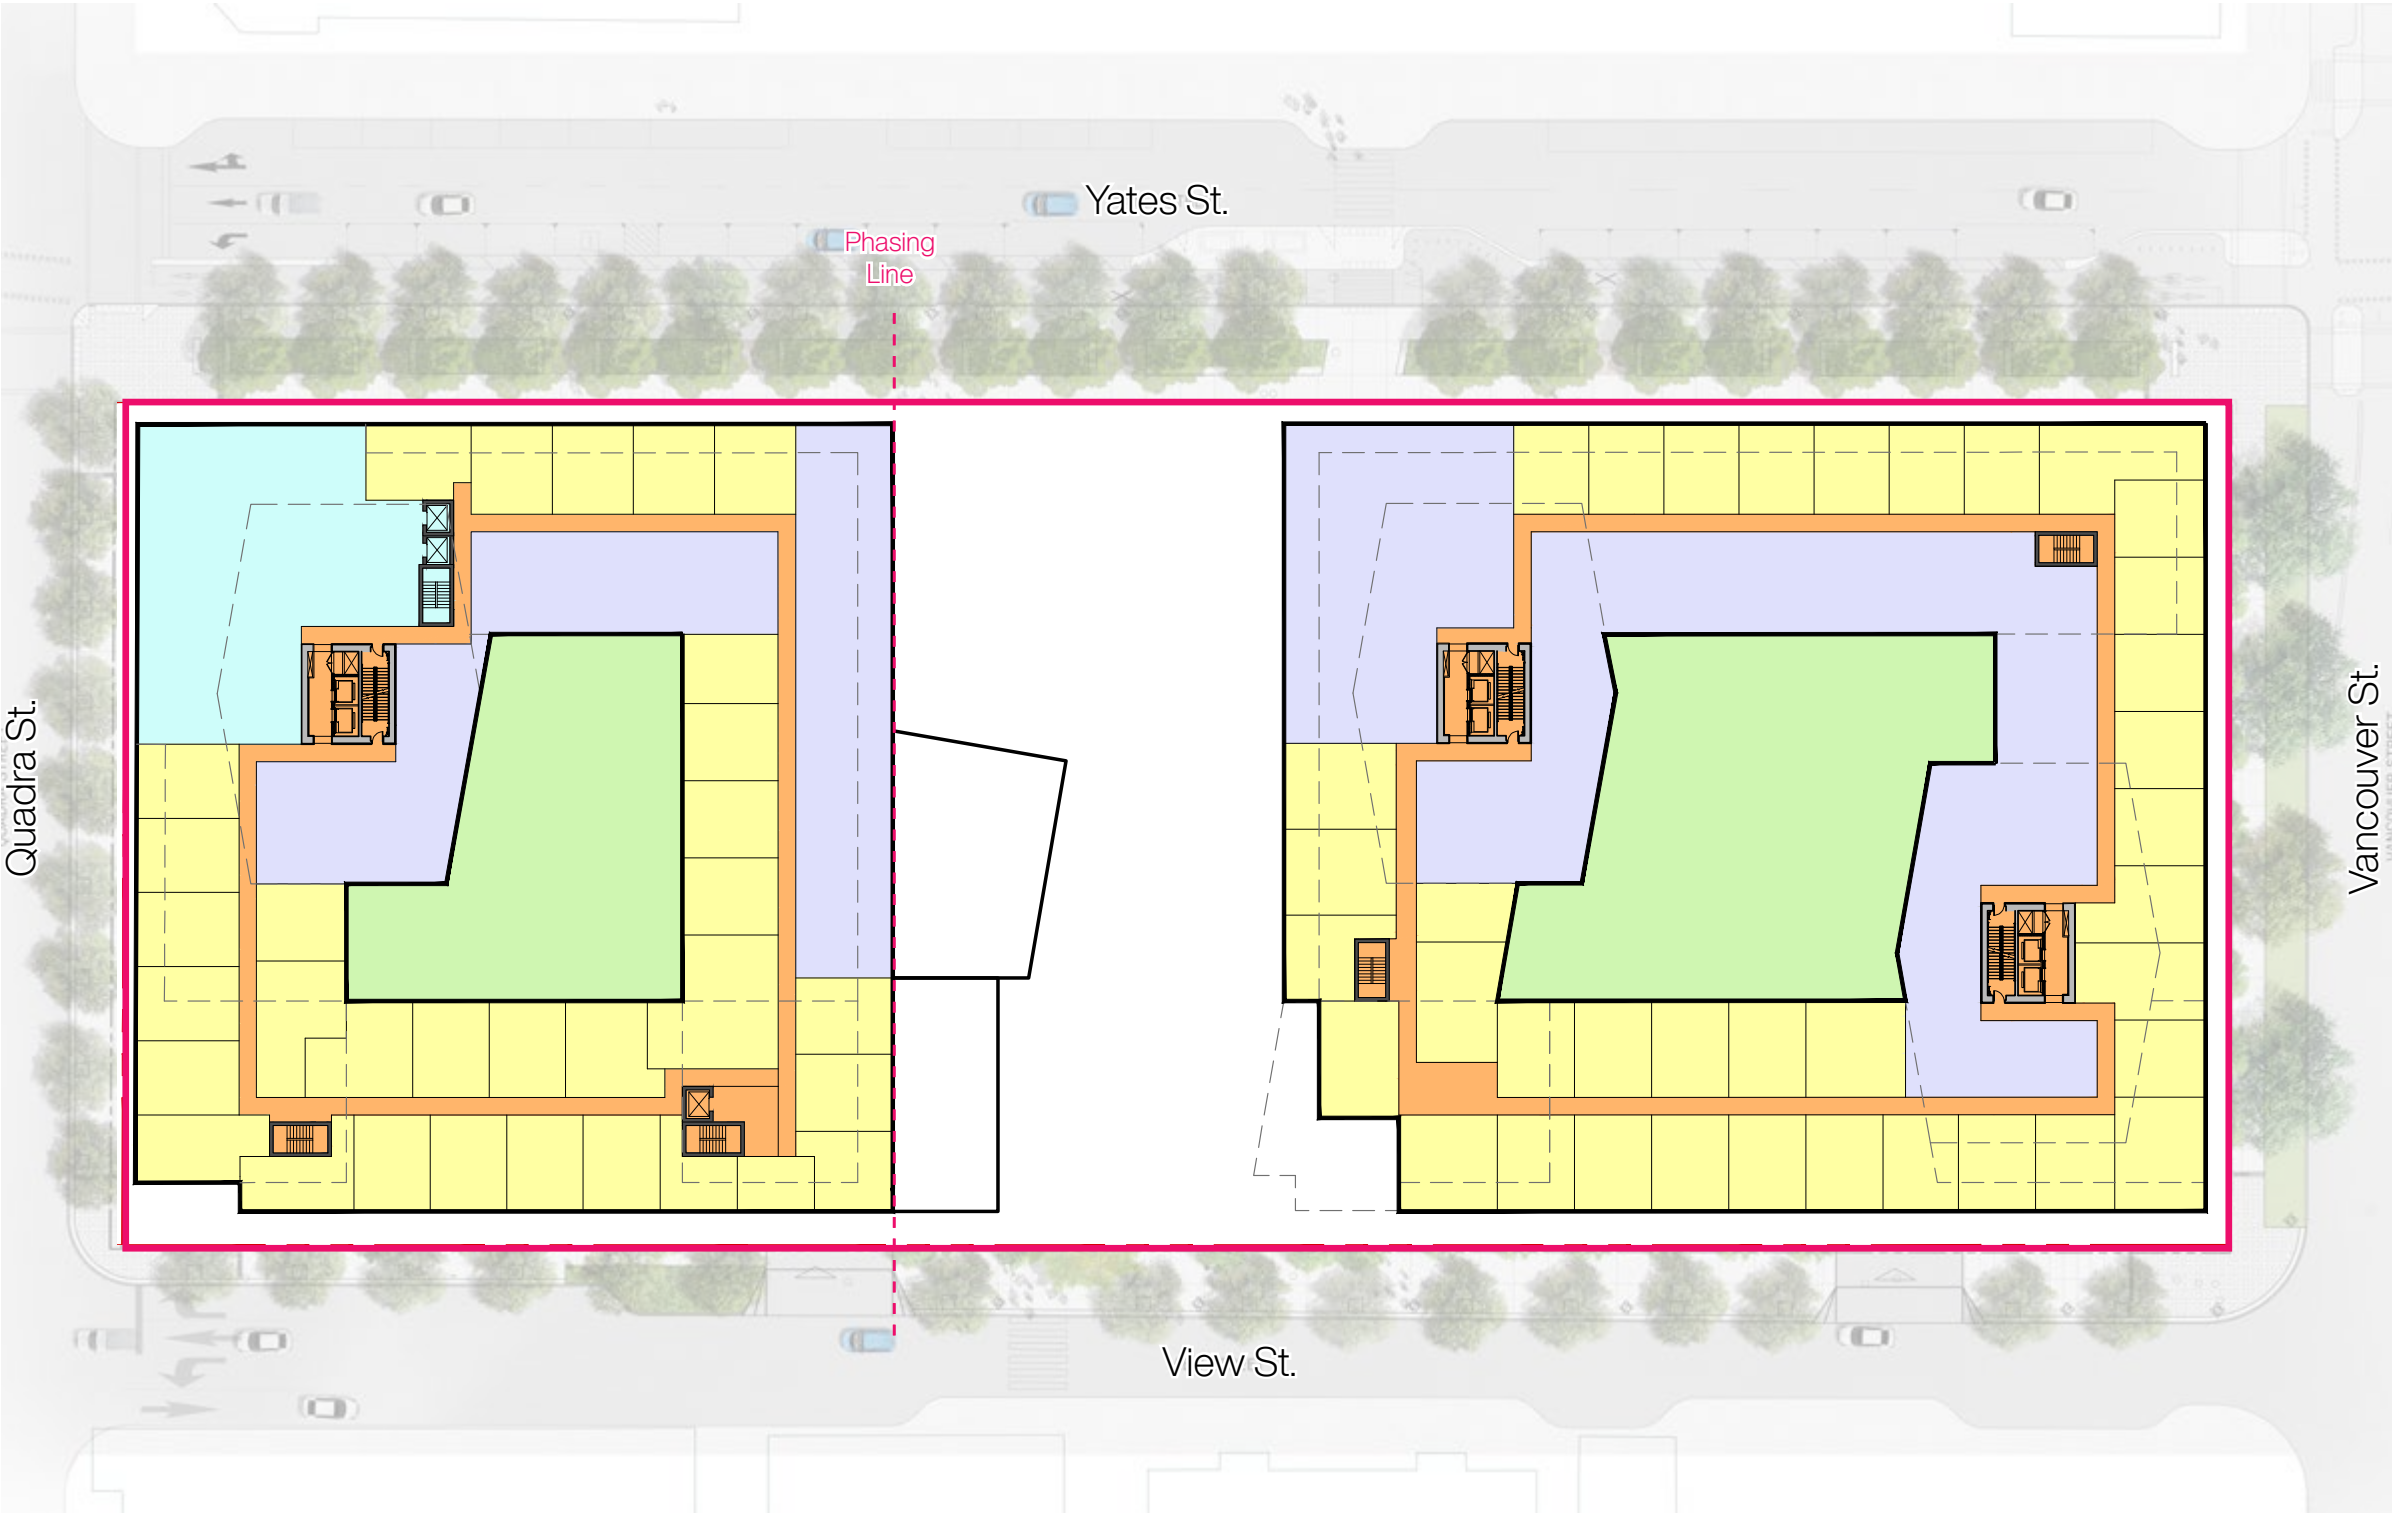 Yates St.
Phasing
Line
Quadra St.
Vancouver St.
View St.